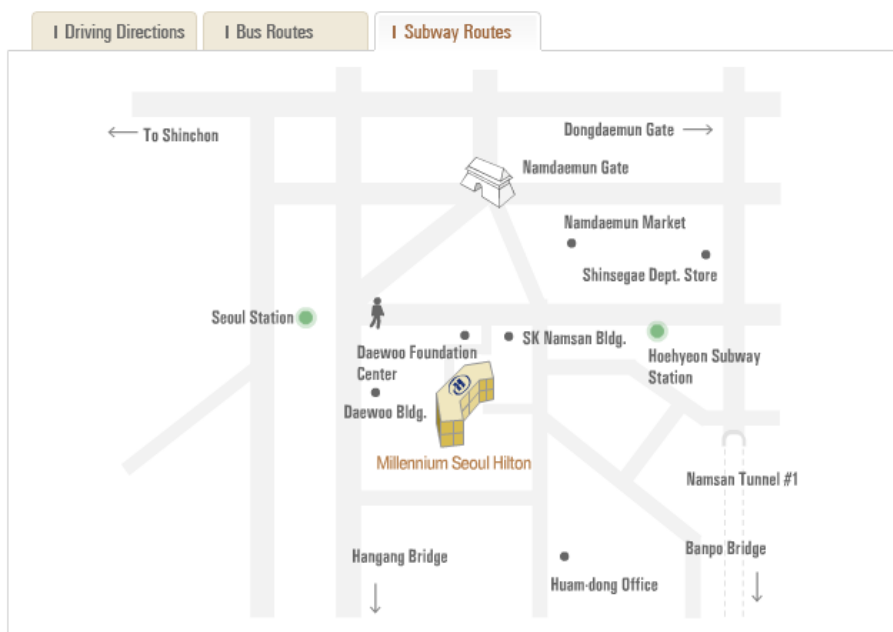 Driving Directions
Bus Routes
Subway Routes
To Shinchon
Dongdaemun Gate
Namdaemun Gate
Namdaemun Market
Shinsegae Dept. Store
Seoul Station
SK Namsan Bldg.
Daewoo Foundation
Center
Hoehyeon Subway
Station
Daewoo Bldg.
H
Millennium Seoul Hilton
Namsan Tunnel #1
Hangang Bridge
Banpo Bridge
Huam-dong Office